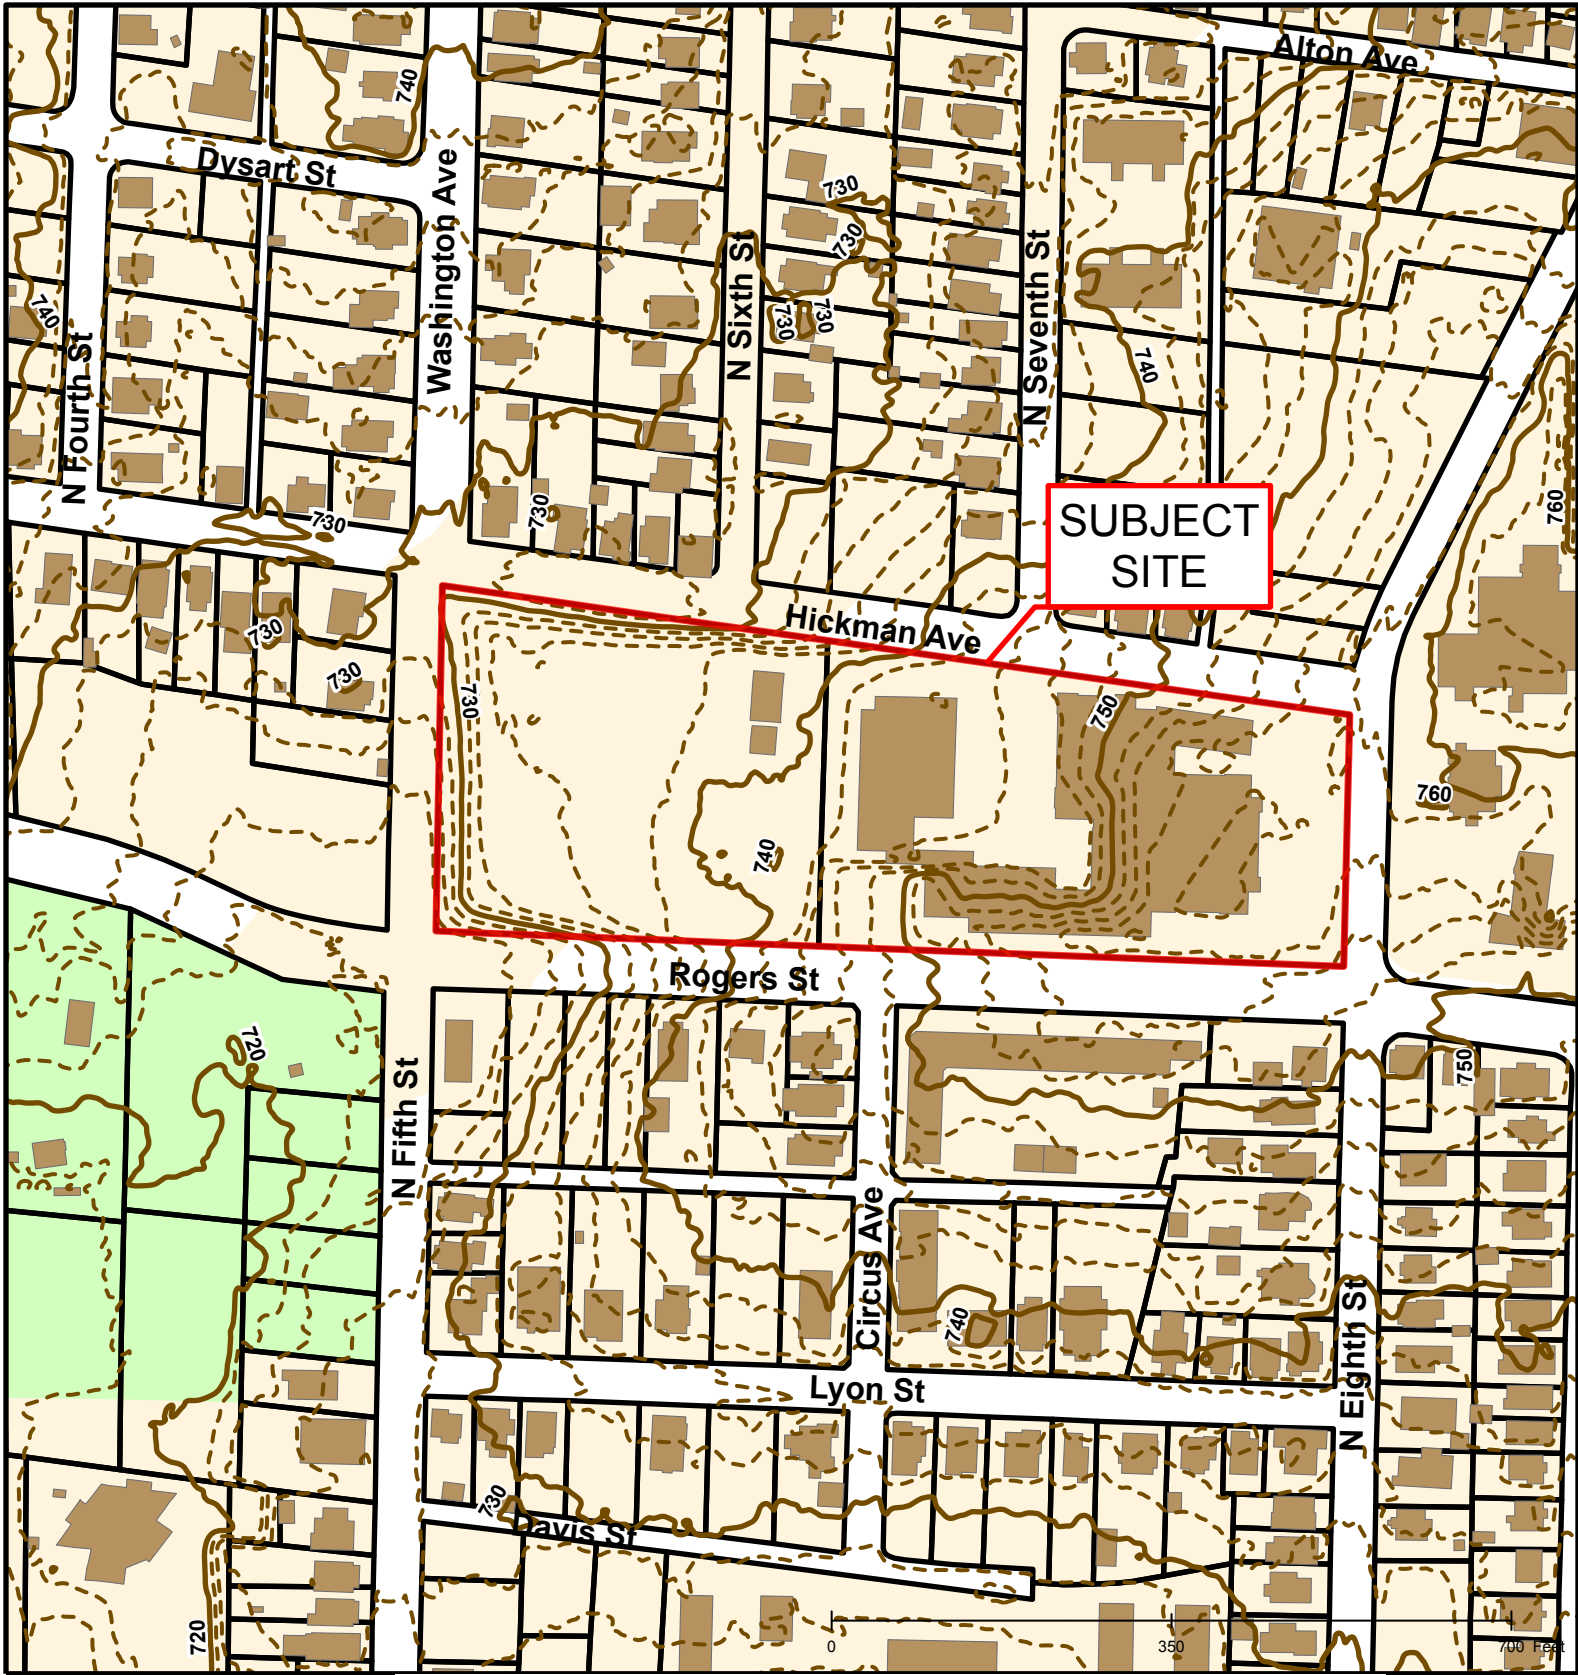 Alton Ave
740
Dysart St
Washington Ave
730
730
N Sixth St
N Seventh St
740
730
730
N Fourth St
740
760
730
730
SUBJECT
SITE
Hickman Ave
730
730
730
750
760
740
Rogers St
720
N Fifth St
750
Circus Ave
740
N Eighth St
Lyon St
730
Davis St
720
0
350
700 Feet